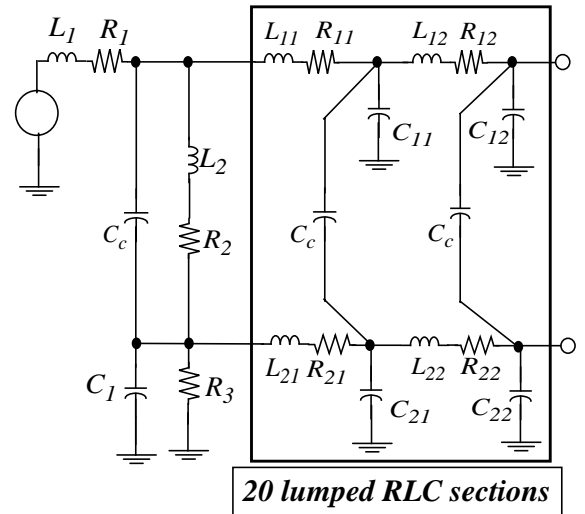 L1 R1
L11 R11 L12 R12
C11 C12
L2
Cc R2 Cc Cc
L21 R21 L22 R22
C1 R3 C21 C22
20 lumped RLC sections